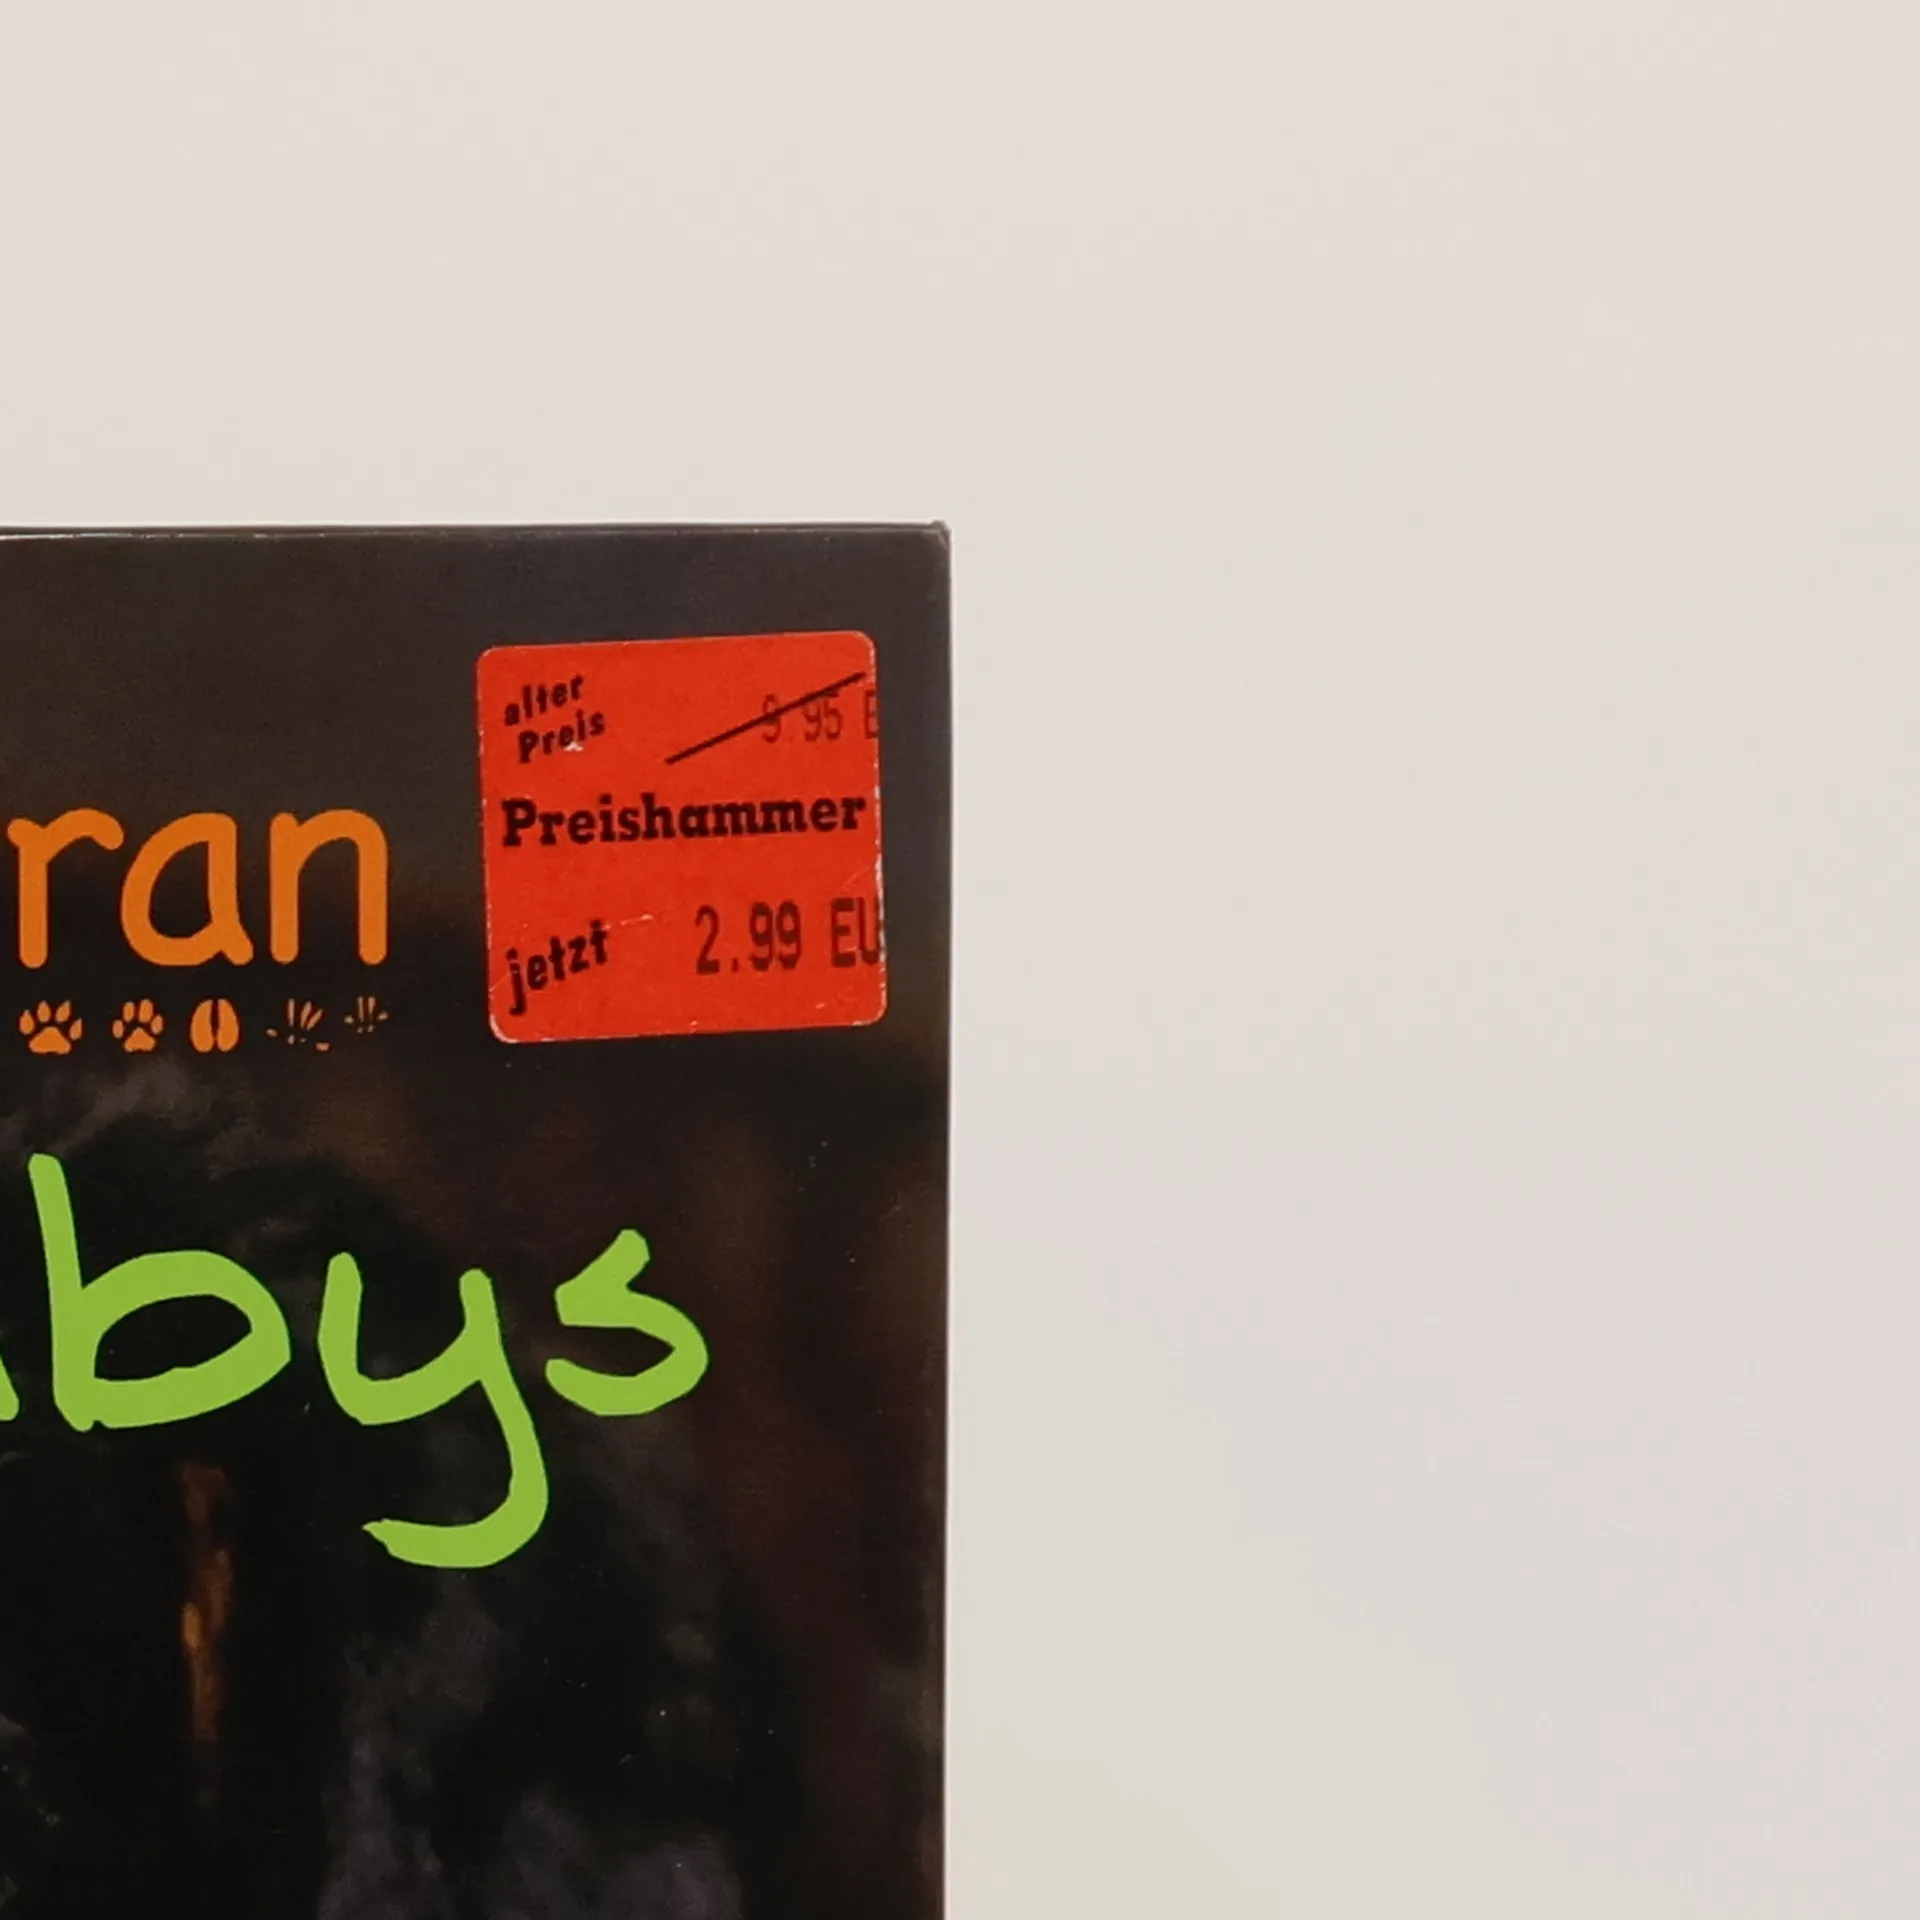 alter
Preis
9.95 E
Preishammer
jetzt 2.99 EU
ran
bys